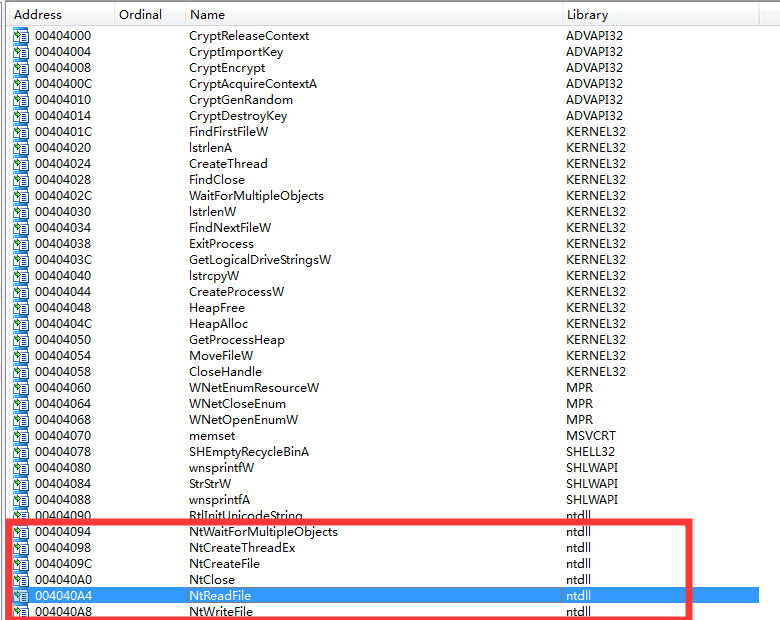 Address Ordinal Name Library
00404000 CryptReleaseContext ADVAPI32
00404004 CryptImportKey ADVAPI32
00404008 CryptEncrypt ADVAPI32
0040400C CryptAcquireContextA ADVAPI32
00404010 CryptGenRandom ADVAPI32
00404014 CryptDestroyKey ADVAPI32
0040401C FindFirstFileW KERNEL32
00404020 lstrlenA KERNEL32
00404024 CreateThread KERNEL32
00404028 FindClose KERNEL32
0040402C WaitForMultipleObjects KERNEL32
00404030 lstrlenW KERNEL32
00404034 FindNextFileW KERNEL32
00404038 ExitProcess KERNEL32
0040403C GetLogicalDriveStringsW KERNEL32
00404040 lstrcpyW KERNEL32
00404044 CreateProcessW KERNEL32
00404048 HeapFree KERNEL32
0040404C HeapAlloc KERNEL32
00404050 GetProcessHeap KERNEL32
00404054 MoveFileW KERNEL32
00404058 CloseHandle KERNEL32
00404060 WNetEnumResourceW MPR
00404064 WNetCloseEnum MPR
00404068 WNetOpenEnumW MPR
00404070 memset MSVCRT
00404078 SHEmptyRecycleBinA SHELL32
00404080 wnsprintfW SHLWAPI
00404084 StrStrW SHLWAPI
00404088 wnsprintfA SHLWAPI
00404090 RtlInitUnicodeString ntdll
00404094 NtWaitForMultipleObjects ntdll
00404098 NtCreateThreadEx ntdll
0040409C NtCreateFile ntdll
004040A0 NtClose ntdll
004040A4 NtReadFile ntdll
004040A8 NtWriteFile ntdll